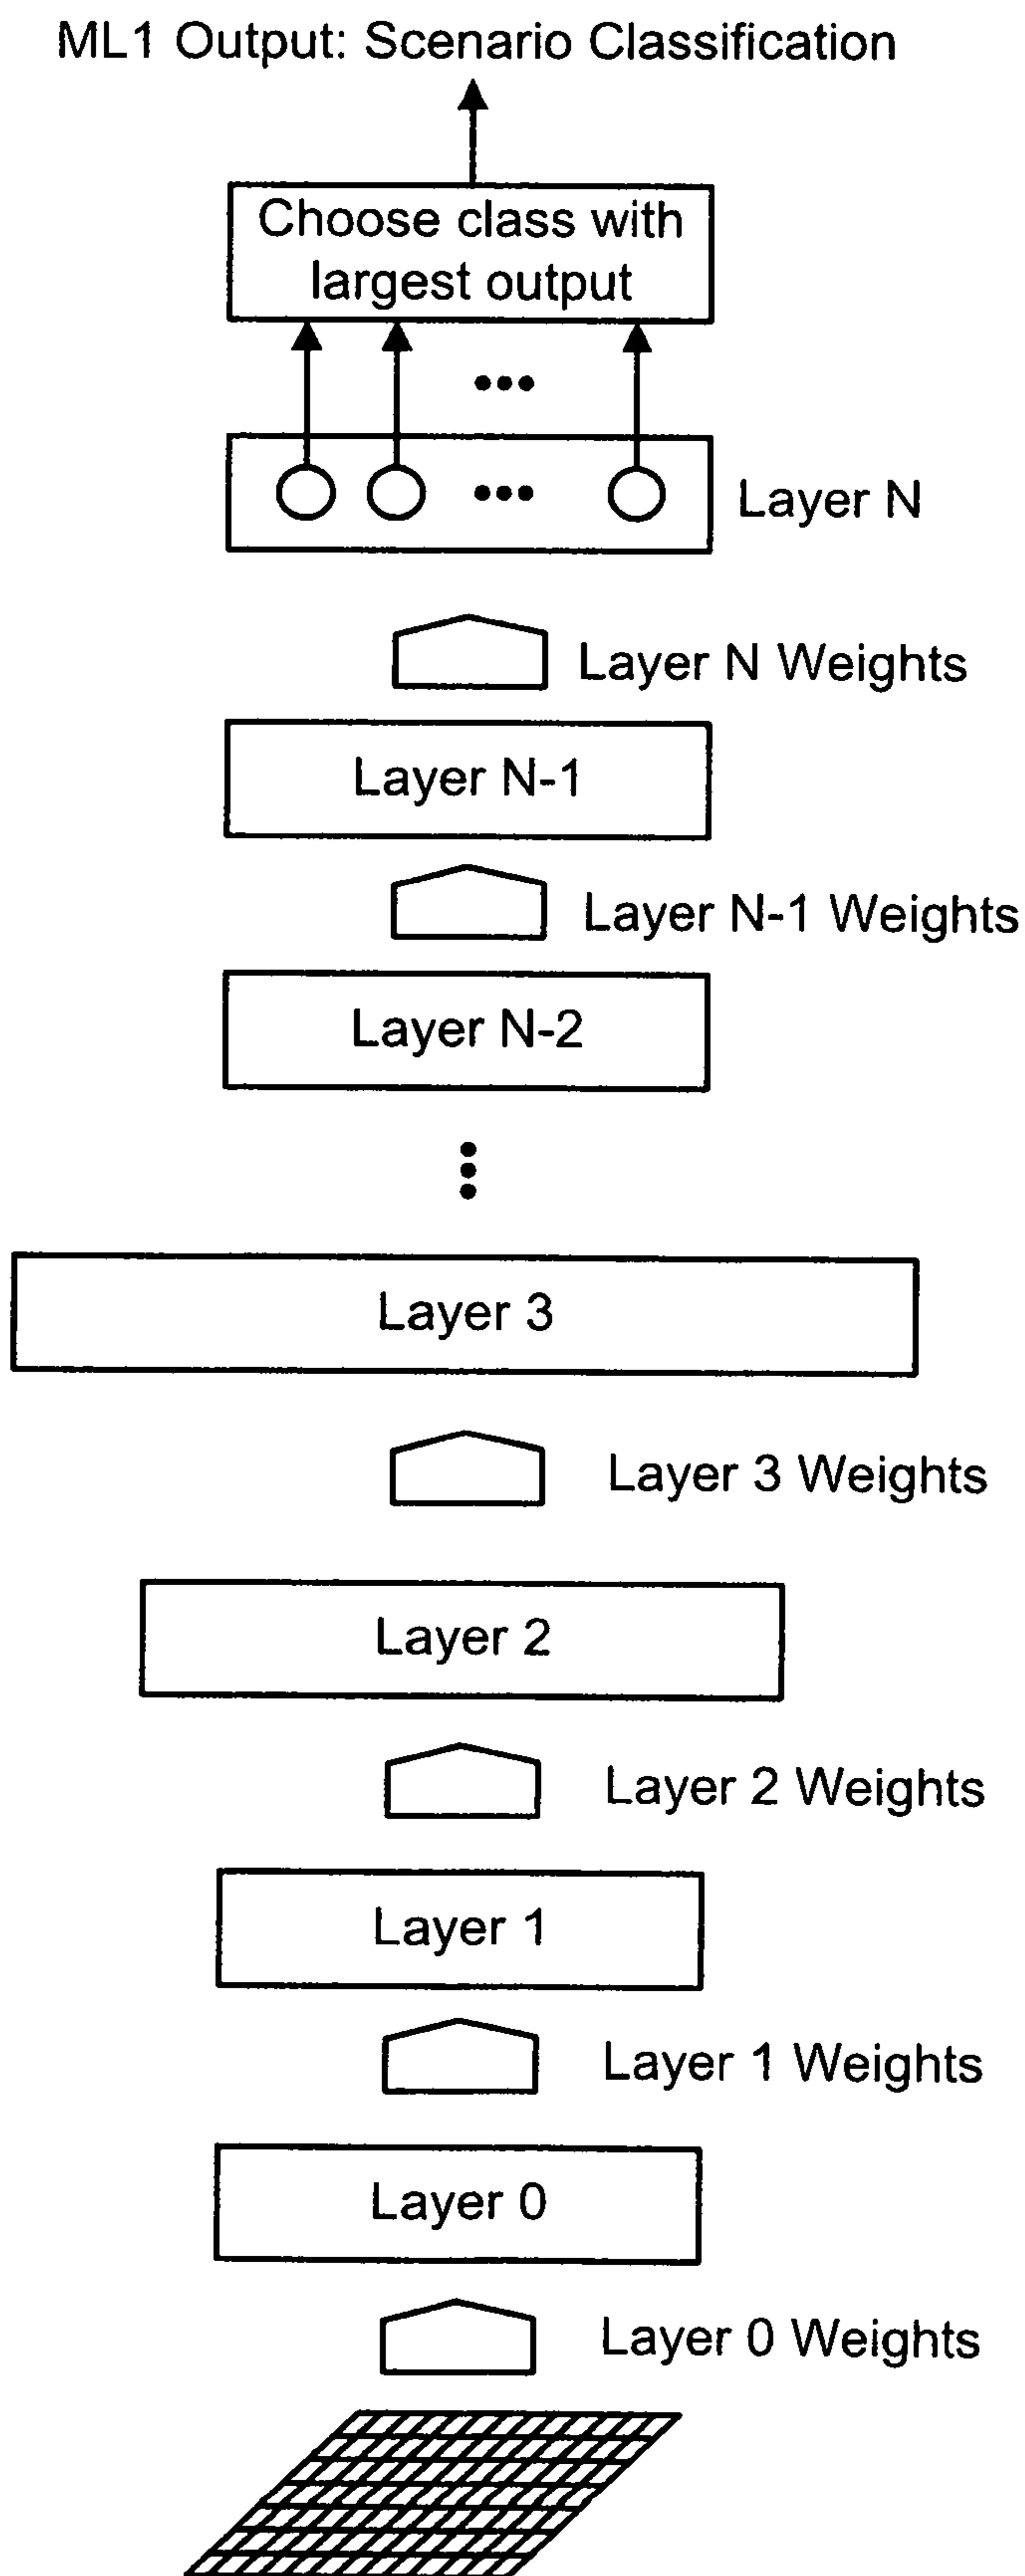 ML1 Output: Scenario Classification
Choose class with
largest output
•••
••• Layer N
Layer N Weights
Layer N-1
Layer N-1 Weights
Layer N-2
Layer 3
Layer 3 Weights
Layer 2
Layer 2 Weights
Layer 1
Layer 1 Weights
Layer 0
Layer 0 Weights